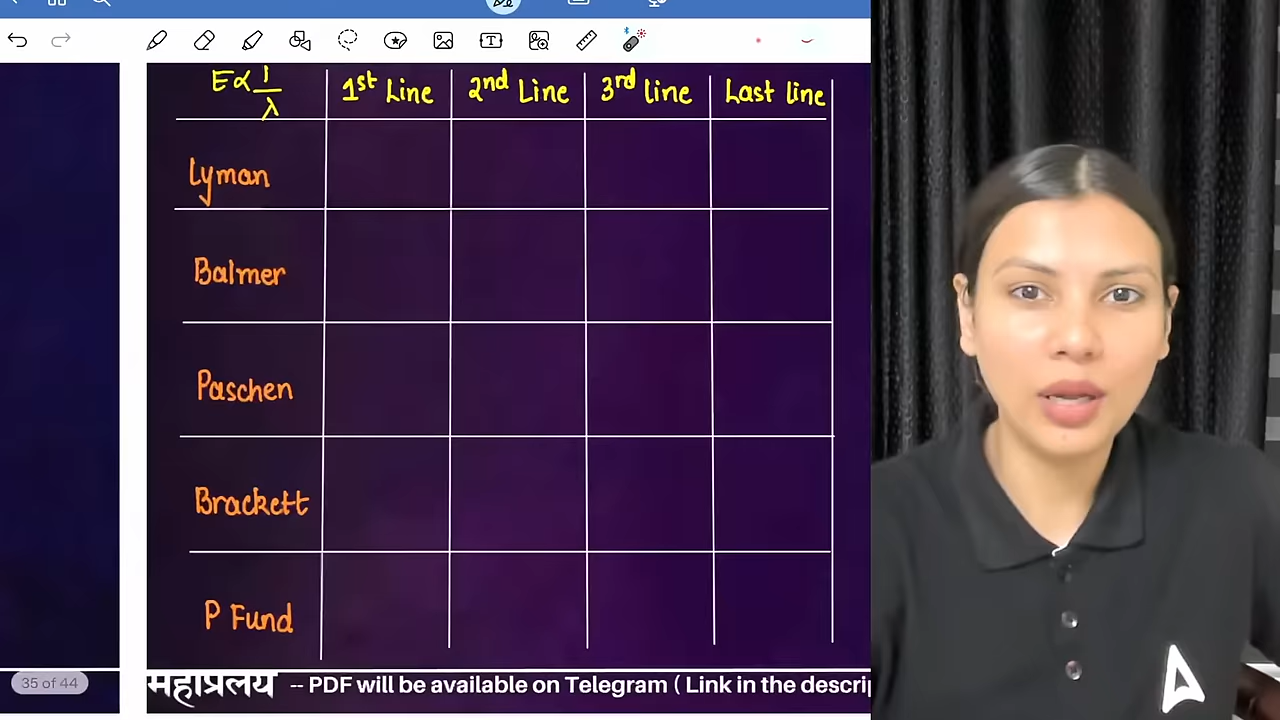 E∝1/λ 1st Line 2nd Line 3rd line Last line
Lyman
Balmer
Paschen
Brackett
P Fund
35 of 44
महाप्रलय -- PDF will be available on Telegram ( Link in the descri